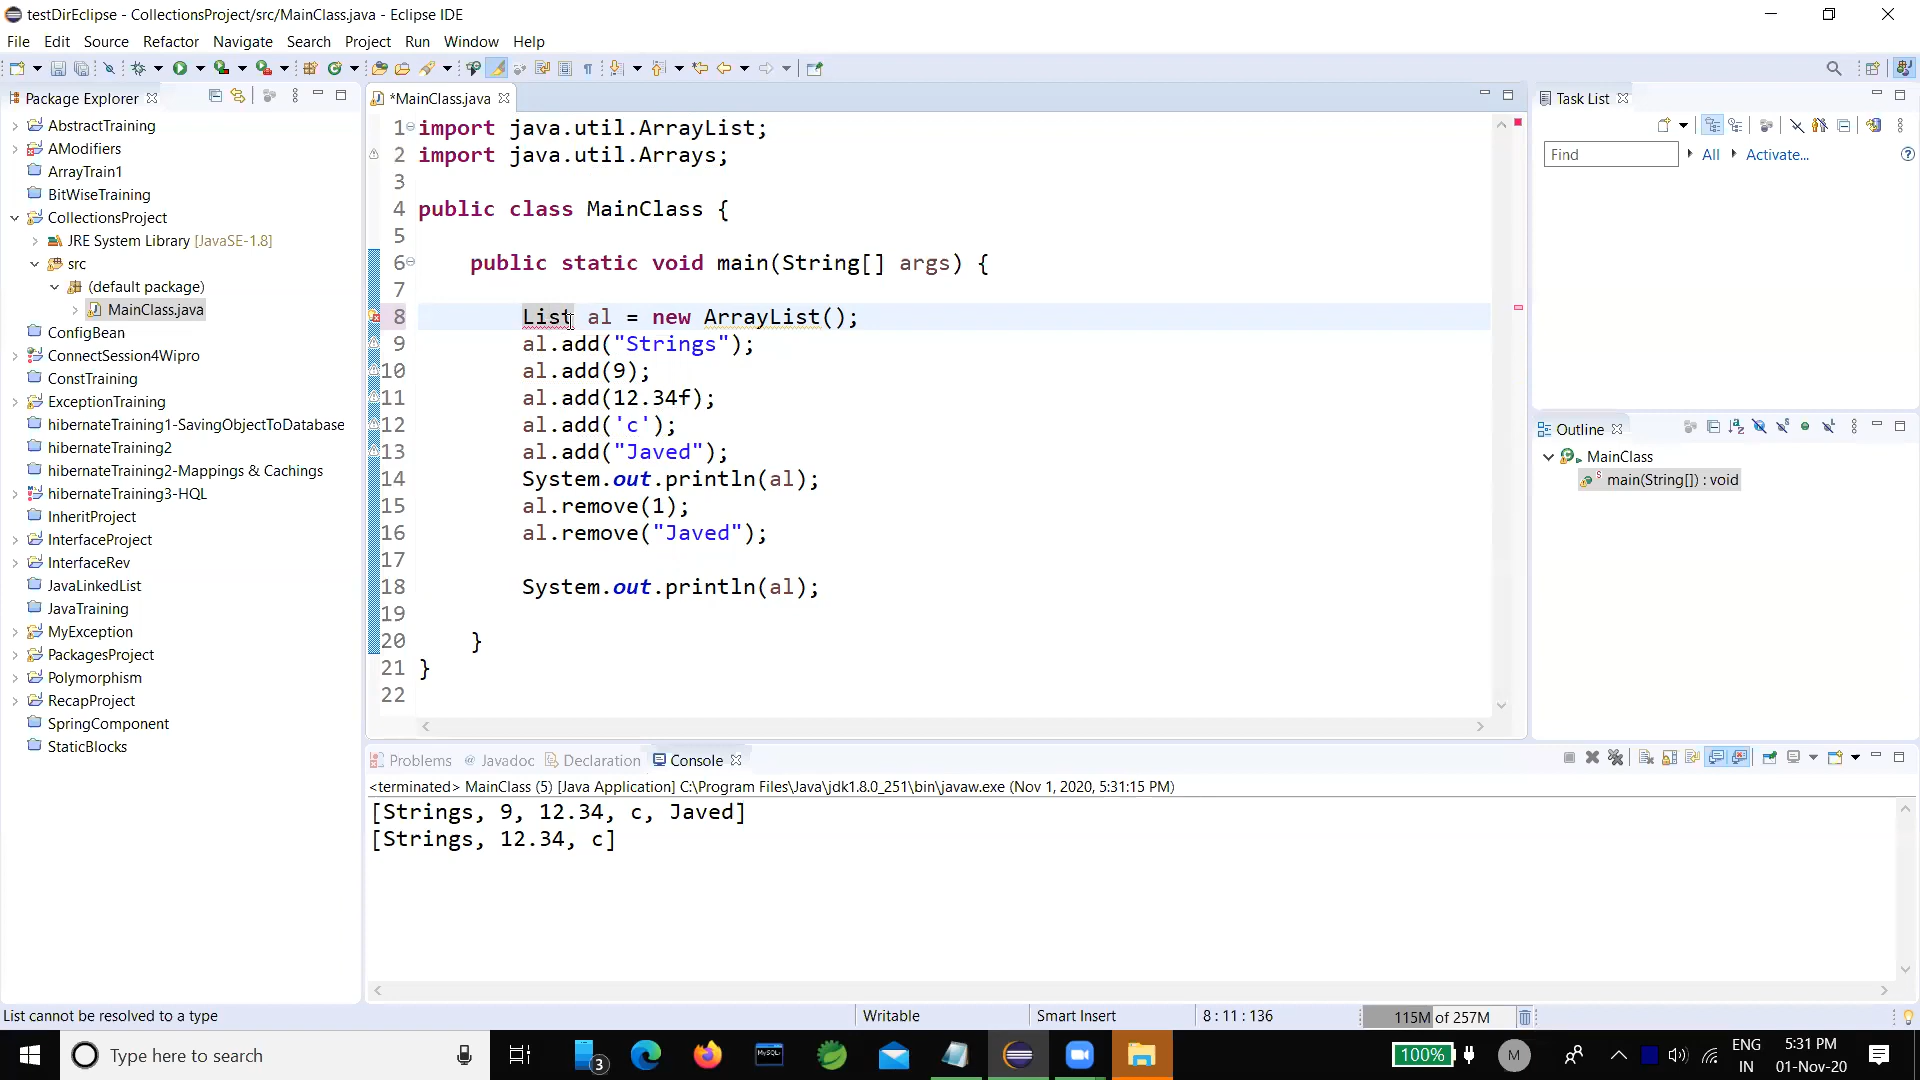 testDirEclipse - CollectionsProject/src/MainClass.java - Eclipse IDE
File Edit Source Refactor Navigate Search Project Run Window Help
Package Explorer
AbstractTraining
AModifiers
ArrayTrain1
BitWiseTraining
CollectionsProject
JRE System Library [JavaSE-1.8]
src
(default package)
MainClass.java
ConfigBean
ConnectSession4Wipro
ConstTraining
ExceptionTraining
hibernateTraining1-SavingObjectToDatabase
hibernateTraining2
hibernateTraining2-Mappings & Cachings
hibernateTraining3-HQL
InheritProject
InterfaceProject
InterfaceRev
JavaLinkedList
JavaTraining
MyException
PackagesProject
Polymorphism
RecapProject
SpringComponent
StaticBlocks
*MainClass.java
1 import java.util.ArrayList;
2 import java.util.Arrays;
3
4 public class MainClass {
5
6 public static void main(String[] args) {
7
8 List al = new ArrayList();
9 al.add("Strings");
10 al.add(9);
11 al.add(12.34f);
12 al.add('c');
13 al.add("Javed");
14 System.out.println(al);
15 al.remove(1);
16 al.remove("Javed");
17
18 System.out.println(al);
19
20 }
21 }
22
Task List
Find All Activate...
Outline
MainClass
main(String[]) : void
Problems Javadoc Declaration Console
<terminated> MainClass (5) [Java Application] C:\Program Files\Java\jdk1.8.0_251\bin\javaw.exe (Nov 1, 2020, 5:31:15 PM)
[Strings, 9, 12.34, c, Javed]
[Strings, 12.34, c]
List cannot be resolved to a type Writable Smart Insert 8 : 11 : 136 115M of 257M
Type here to search
3
MySQL
100%
M
ENG
IN
5:31 PM
01-Nov-20